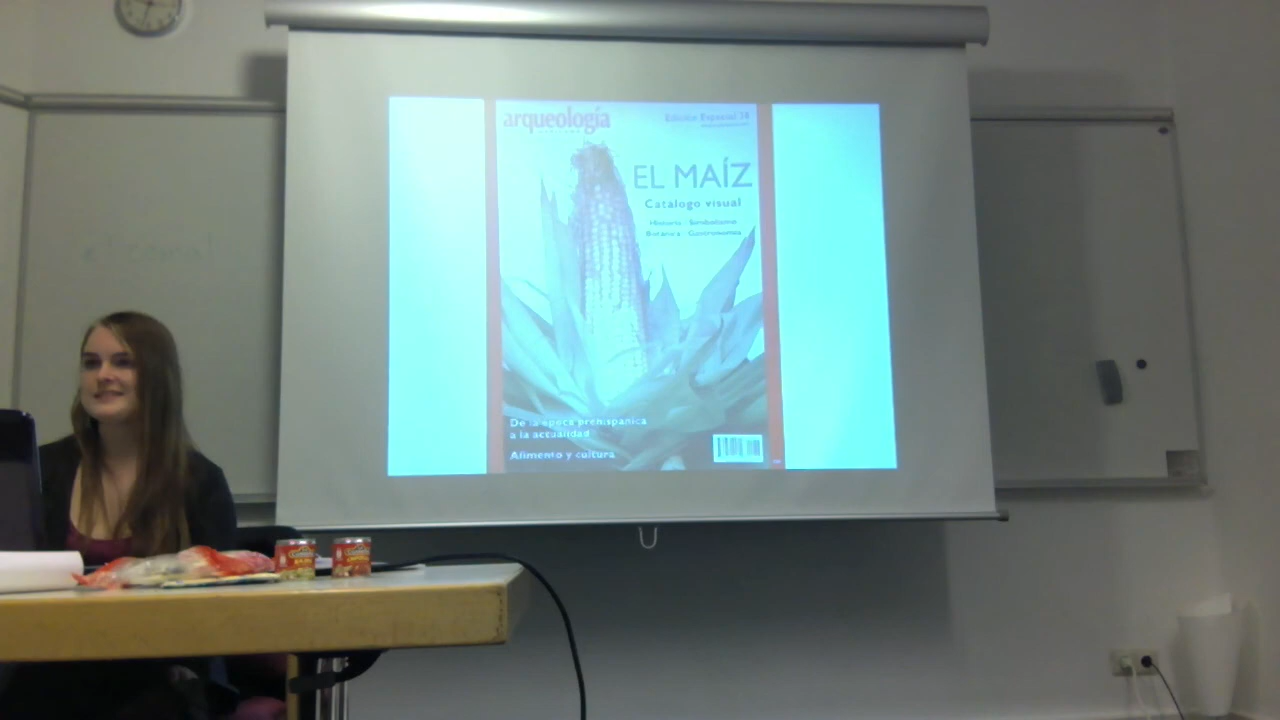 arqueología
Edición Especial 38
EL MAÍZ
Catálogo visual
Historia · Simbolismo
Botánica · Gastronomía
De la época prehispánica
a la actualidad
Alimento y cultura